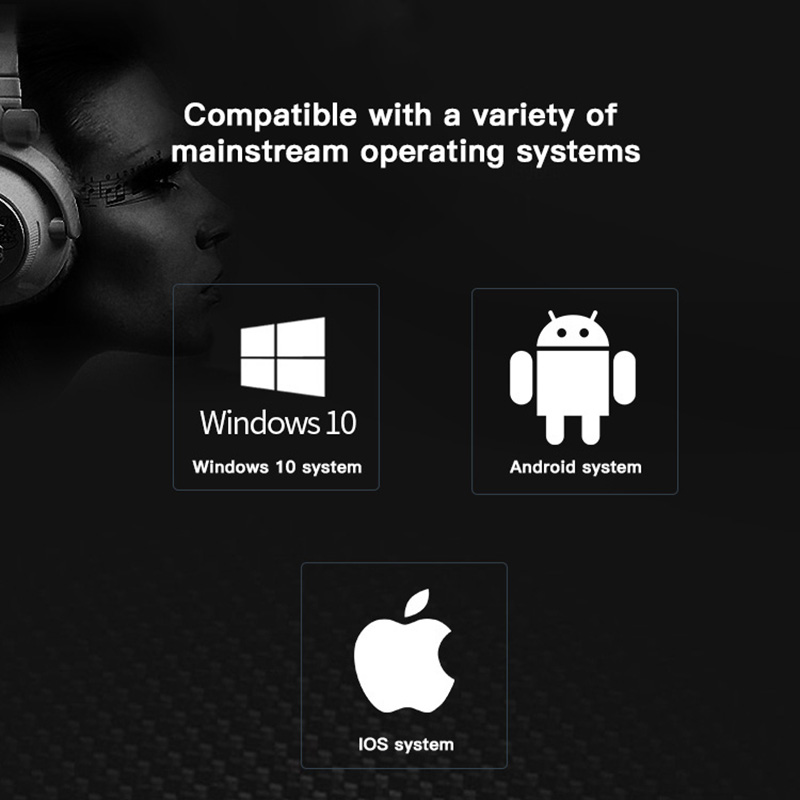 Compatible with a variety of
mainstream operating systems
Windows 10
Windows 10 system
Android system
IOS system